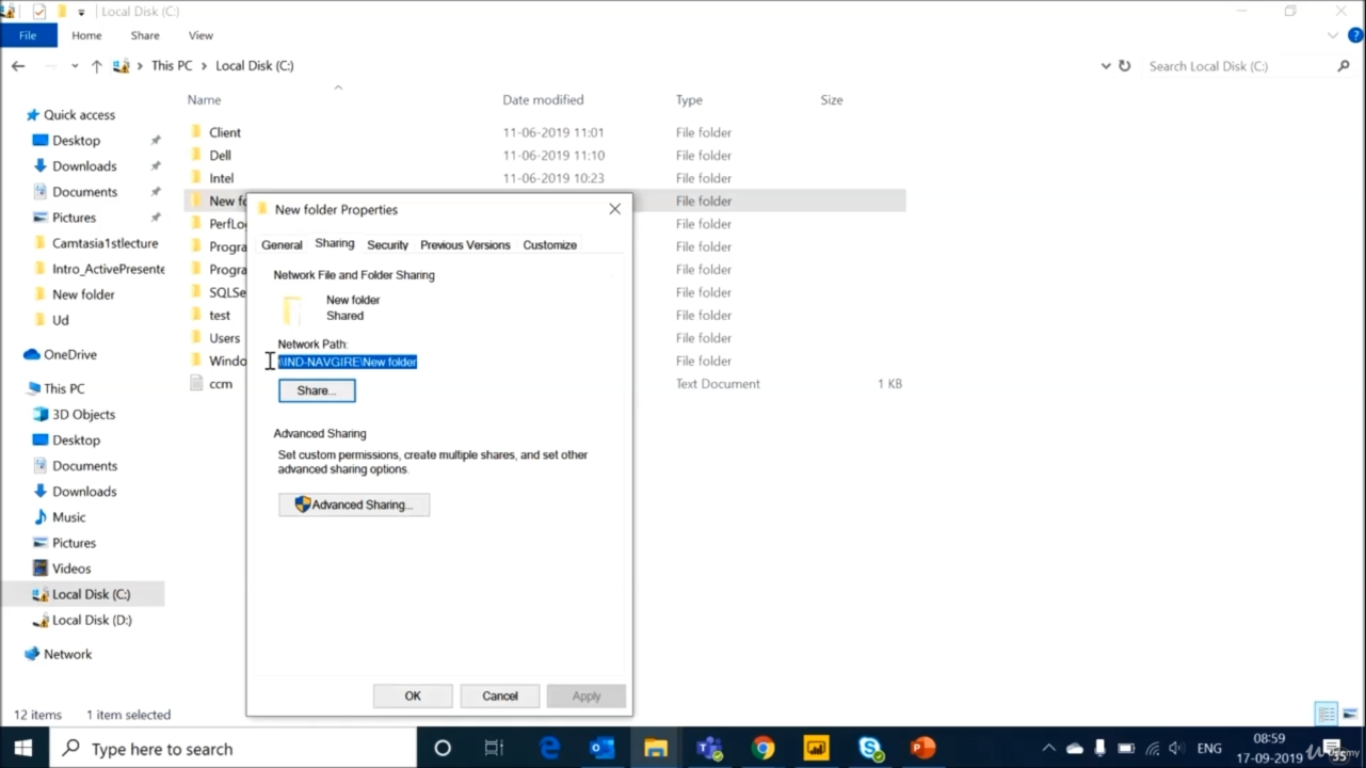 Local Disk (C:)
File Home Share View
This PC Local Disk (C:) Search Local Disk (C:)
Name Date modified Type Size
Quick access
Desktop
Downloads
Documents
Pictures
Camtasia1stlecture
Intro_ActivePresente
New folder
Ud
OneDrive
This PC
3D Objects
Desktop
Documents
Downloads
Music
Pictures
Videos
Local Disk (C:)
Local Disk (D:)
Network
Client 11-06-2019 11:01 File folder
Dell 11-06-2019 11:10 File folder
Intel 11-06-2019 10:23 File folder
New fo File folder
PerfLo File folder
Progra File folder
Progra File folder
SQLSe File folder
test File folder
Users File folder
Windo File folder
ccm Text Document 1 KB
New folder Properties
General Sharing Security Previous Versions Customize
Network File and Folder Sharing
New folder
Shared
Network Path:
\\IND-NAVGIRE\New folder
Share...
Advanced Sharing
Set custom permissions, create multiple shares, and set other
advanced sharing options.
Advanced Sharing...
OK Cancel Apply
12 items 1 item selected
Type here to search
ENG
08:59
17-09-2019